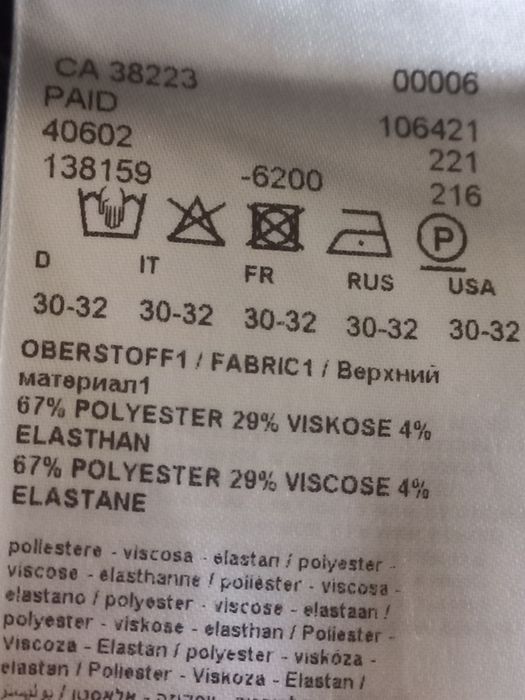 CA 38223 00006
PAID 106421
40602 221
138159 -6200 216
P
D IT FR RUS USA
30-32 30-32 30-32 30-32 30-32
OBERSTOFF1 / FABRIC1 / Верхний
материал1
67% POLYESTER 29% VISKOSE 4%
ELASTHAN
67% POLYESTER 29% VISCOSE 4%
ELASTANE
poliestere - viscosa - elastan / polyester -
viscose - elasthanne / poliéster - viscosa -
elastano / polyester - viscose - elastaan /
polyester - viskose - elasthan / Poliester -
Viscoza - Elastan / polyester - viskóza -
elastan / Poliester - Viskoza - Elastan /